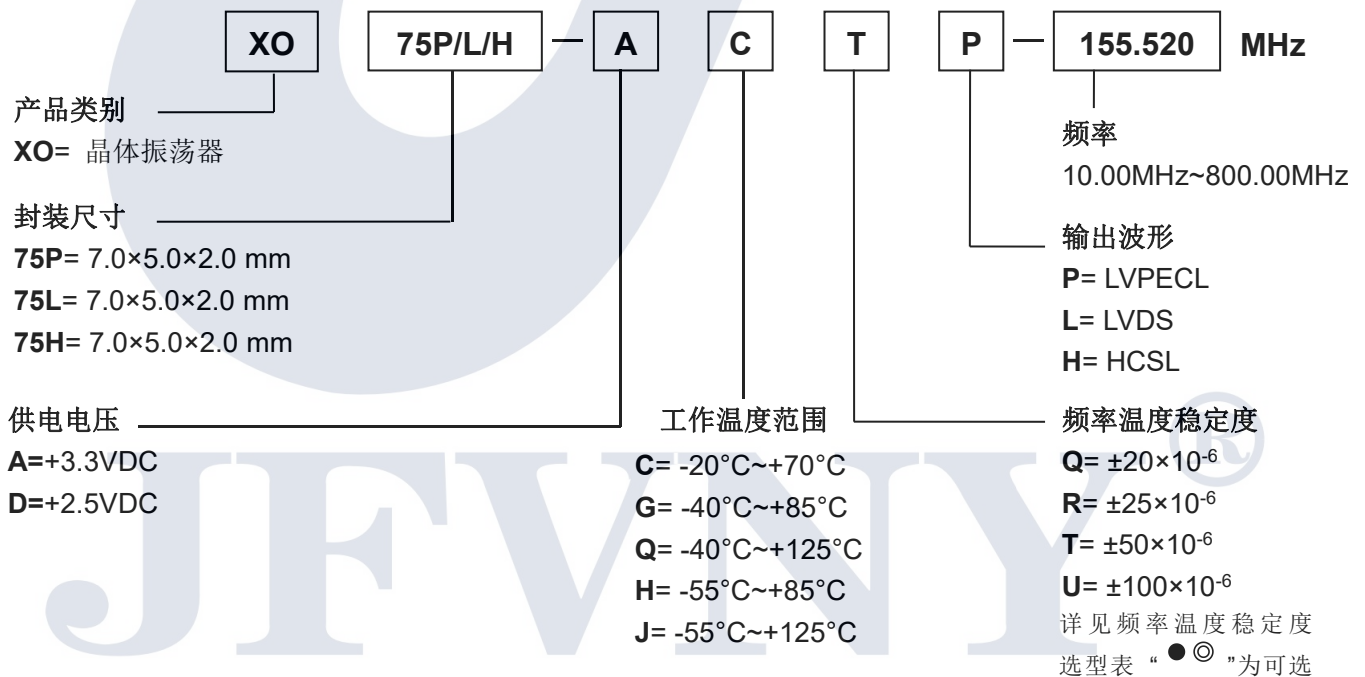 XO 75P/L/H — A C T P — 155.520 MHz
产品类别
XO= 晶体振荡器
封装尺寸
75P= 7.0×5.0×2.0 mm
75L= 7.0×5.0×2.0 mm
75H= 7.0×5.0×2.0 mm
供电电压
A=+3.3VDC
D=+2.5VDC
工作温度范围
C= -20°C~+70°C
G= -40°C~+85°C
Q= -40°C~+125°C
H= -55°C~+85°C
J= -55°C~+125°C
频率
10.00MHz~800.00MHz
输出波形
P= LVPECL
L= LVDS
H= HCSL
频率温度稳定度
Q= ±20×10⁻⁶
R= ±25×10⁻⁶
T= ±50×10⁻⁶
U= ±100×10⁻⁶
详见频率温度稳定度
选型表“●◎”为可选
JFVNY®